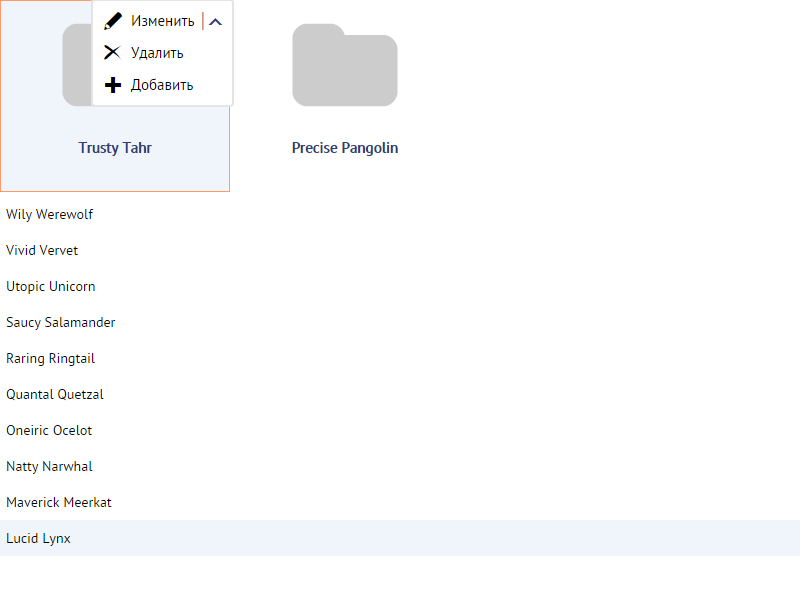 Изменить
Удалить
Добавить
Trusty Tahr
Precise Pangolin
Wily Werewolf
Vivid Vervet
Utopic Unicorn
Saucy Salamander
Raring Ringtail
Quantal Quetzal
Oneiric Ocelot
Natty Narwhal
Maverick Meerkat
Lucid Lynx